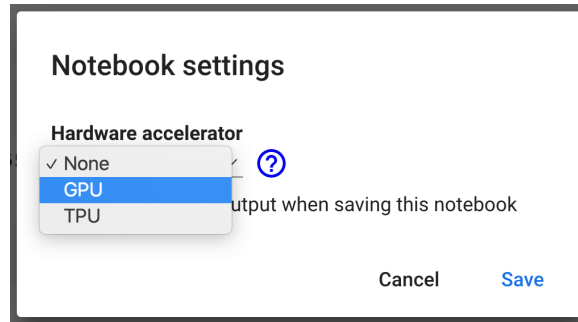 Notebook settings
Hardware accelerator
✓ None
GPU
TPU
utput when saving this notebook
Cancel
Save